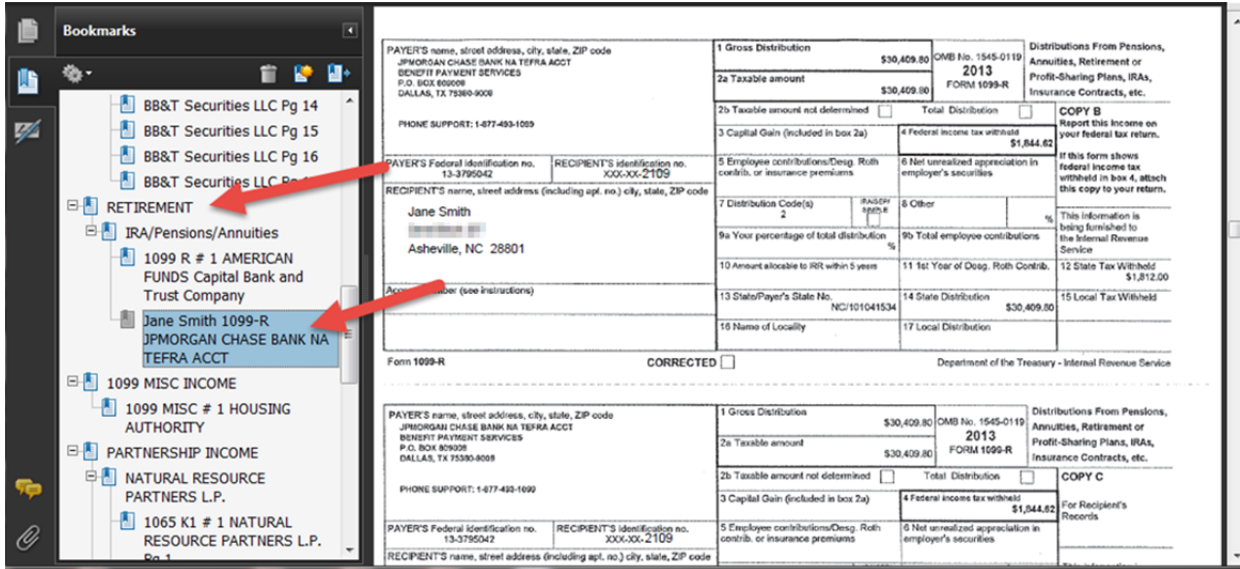 Bookmarks
BB&T Securities LLC Pg 14
BB&T Securities LLC Pg 15
BB&T Securities LLC Pg 16
BB&T Securities LLC
RETIREMENT
IRA/Pensions/Annuities
1099 R # 1 AMERICAN
FUNDS Capital Bank and
Trust Company
Jane Smith 1099-R
JPMORGAN CHASE BANK NA
TEFRA ACCT
1099 MISC INCOME
1099 MISC # 1 HOUSING
AUTHORITY
PARTNERSHIP INCOME
NATURAL RESOURCE
PARTNERS L.P.
1065 K1 # 1 NATURAL
RESOURCE PARTNERS L.P.
Pg 1
PAYER'S name, street address, city, state, ZIP code
JPMORGAN CHASE BANK NA TEFRA ACCT
BENEFIT PAYMENT SERVICES
P.O. BOX
DALLAS, TX
PHONE SUPPORT: 1-877-493-1099
PAYER'S Federal identification no.
13-3795042
RECIPIENT'S identification no.
XXX-XX-2109
RECIPIENT'S name, street address (including apt. no.) city, state, ZIP code
Jane Smith
Asheville, NC 28801
(see instructions)
1 Gross Distribution
$30,409.80
2a Taxable amount
$30,409.80
OMB No. 1545-0119
2013
FORM 1099-R
Distributions From Pensions,
Annuities, Retirement or
Profit-Sharing Plans, IRAs,
Insurance Contracts, etc.
2b Taxable amount not determined
Total Distribution
3 Capital Gain (included in box 2a)
4 Federal income tax withheld
$1,844.62
5 Employee contributions/Desg. Roth
contrib. or insurance premiums
6 Net unrealized appreciation in
employer's securities
7 Distribution Code(s)
2
8 Other
%
9a Your percentage of total distribution
%
9b Total employee contributions
10 Amount allocable to IRR within 5 years
11 1st Year of Desg. Roth Contrib.
12 State Tax Withheld
$1,812.00
13 State/Payer's State No.
NC/101041534
14 State Distribution
$30,409.80
15 Local Tax Withheld
16 Name of Locality
17 Local Distribution
COPY B
Report this income on
your federal tax return.
If this form shows
federal income tax
withheld in box 4, attach
this copy to your return.
This information is
being furnished to
the Internal Revenue
Service
Form 1099-R
CORRECTED
Department of the Treasury - Internal Revenue Service
PAYER'S name, street address, city, state, ZIP code
JPMORGAN CHASE BANK NA TEFRA ACCT
BENEFIT PAYMENT SERVICES
P.O. BOX
DALLAS, TX
PHONE SUPPORT: 1-877-493-1099
PAYER'S Federal identification no.
13-3795042
RECIPIENT'S identification no.
XXX-XX-2109
RECIPIENT'S name, street address (including apt. no.) city, state, ZIP code
1 Gross Distribution
$30,409.80
2a Taxable amount
$30,409.80
OMB No. 1545-0119
2013
FORM 1099-R
Distributions From Pensions,
Annuities, Retirement or
Profit-Sharing Plans, IRAs,
Insurance Contracts, etc.
2b Taxable amount not determined
Total Distribution
3 Capital Gain (included in box 2a)
4 Federal income tax withheld
$1,844.62
5 Employee contributions/Desg. Roth
contrib. or insurance premiums
6 Net unrealized appreciation in
employer's securities
COPY C
For Recipient's
Records